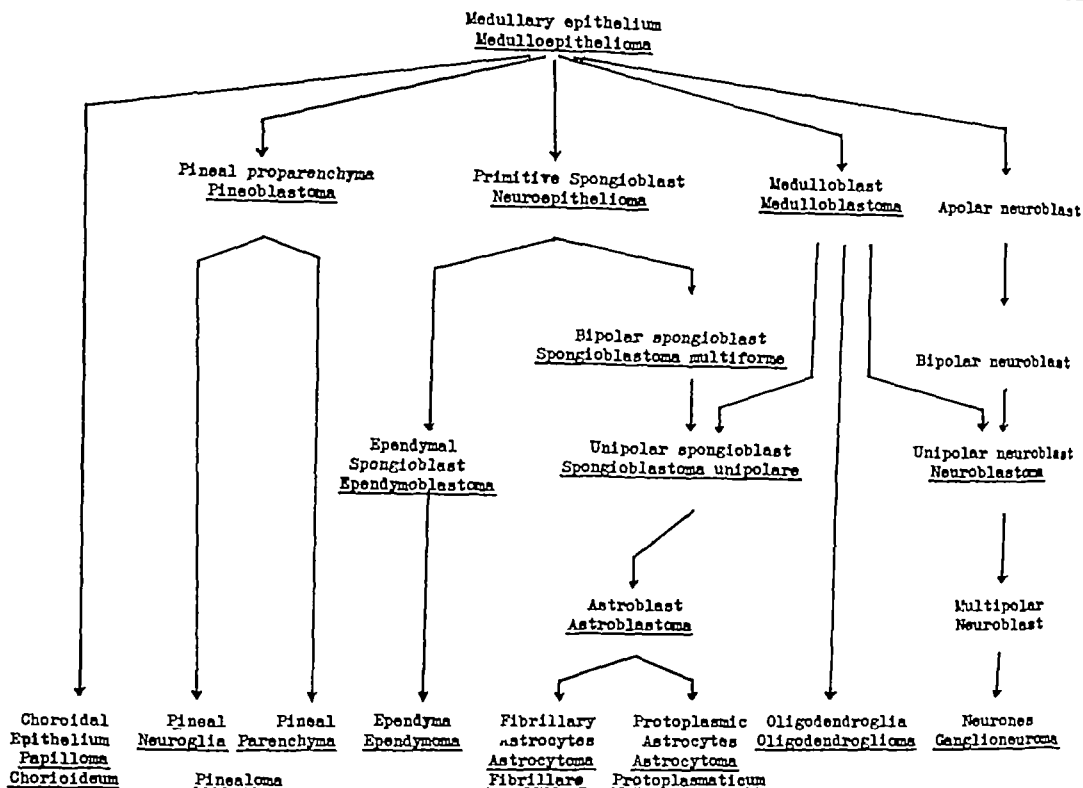 Medullary epithelium
Medulloepithelioma
Pineal proparenchyma
Pineoblastoma
Primitive Spongioblast
Neuroepithelioma
Medulloblast
Medulloblastoma
Apolar neuroblast
Bipolar spongioblast
Spongioblastoma multiforme
Bipolar neuroblast
Ependymal
Spongioblast
Ependymoblastoma
Unipolar spongioblast
Spongioblastoma unipolare
Unipolar neuroblast
Neuroblastoma
Astroblast
Astroblastoma
Multipolar
Neuroblast
Choroidal
Epithelium
Papilloma
Chorioideum
Pineal
Neuroglia
Pineal
Parenchyma
Pinealoma
Ependyma
Ependymoma
Fibrillary
Astrocytes
Astrocytoma
Fibrillare
Protoplasmic
Astrocytes
Astrocytoma
Protoplasmaticum
Oligodendroglia
Oligodendroglioma
Neurones
Ganglioneuroma